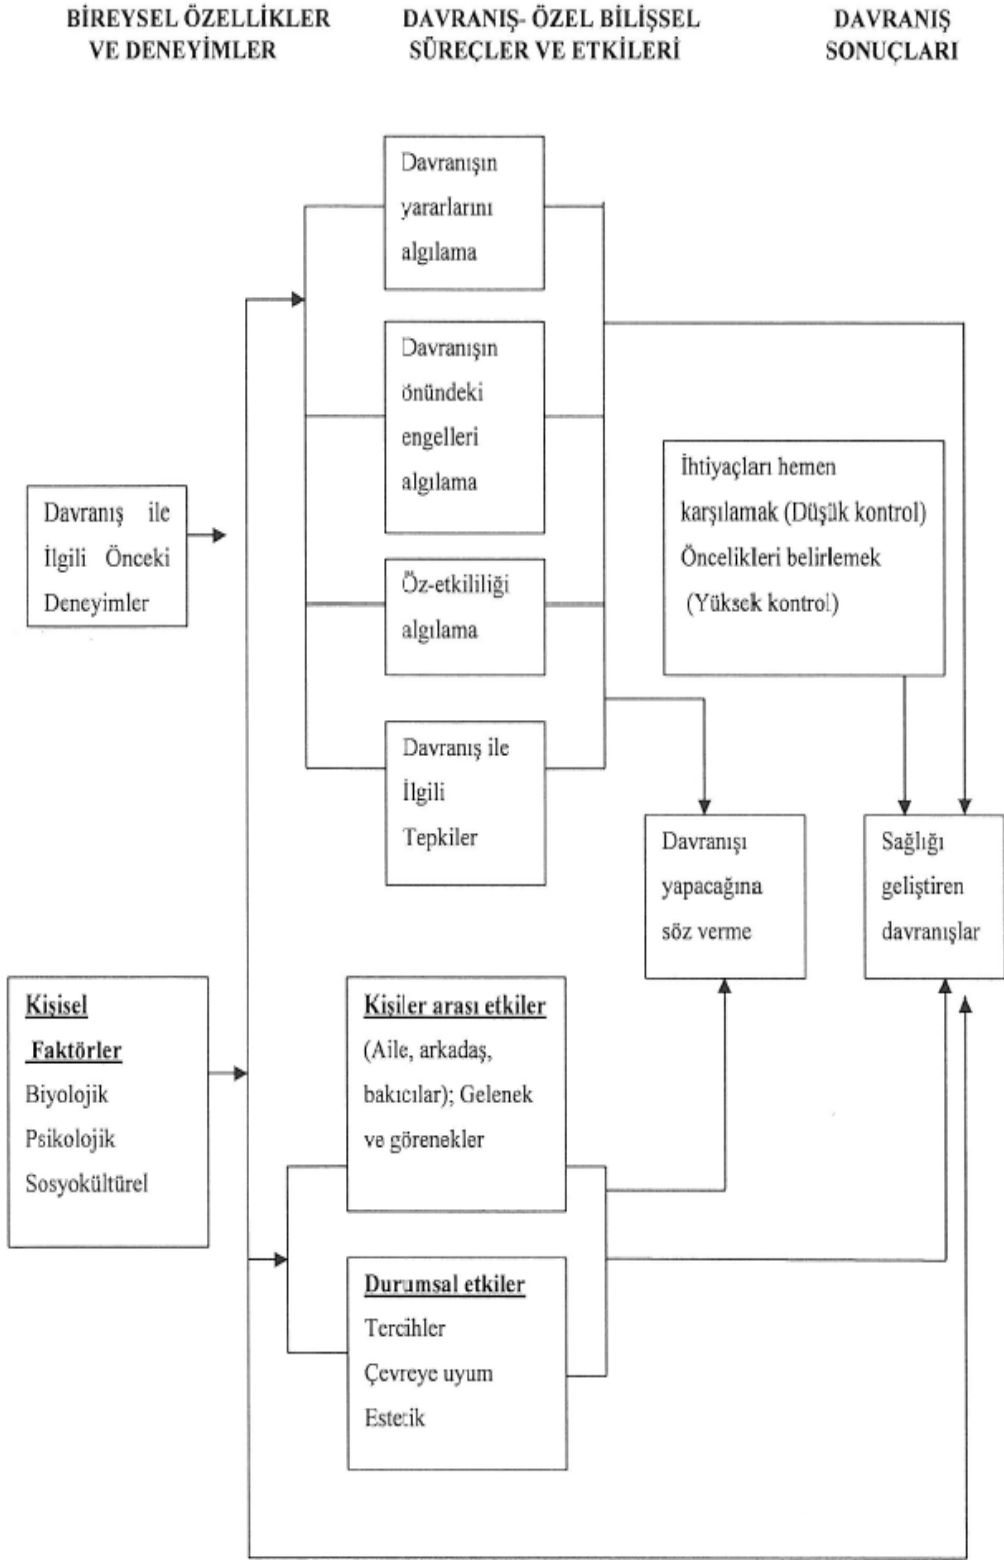 BİREYSEL ÖZELLİKLER
VE DENEYİMLER
DAVRANIŞ- ÖZEL BİLİŞSEL
SÜREÇLER VE ETKİLERİ
DAVRANIŞ
SONUÇLARI
Davranışın
yararlarını
algılama
Davranışın
önündeki
engelleri
algılama
İhtiyaçları hemen
karşılamak (Düşük kontrol)
Öncelikleri belirlemek
(Yüksek kontrol)
Davranış ile
İlgili Önceki
Deneyimler
Öz-etkililiği
algılama
Davranış ile
İlgili
Tepkiler
Davranışı
yapacağına
söz verme
Sağlığı
geliştiren
davranışlar
Kişisel
Faktörler
Biyolojik
Psikolojik
Sosyokültürel
Kişiler arası etkiler
(Aile, arkadaş,
bakıcılar); Gelenek
ve görenekler
Durumsal etkiler
Tercihler
Çevreye uyum
Estetik